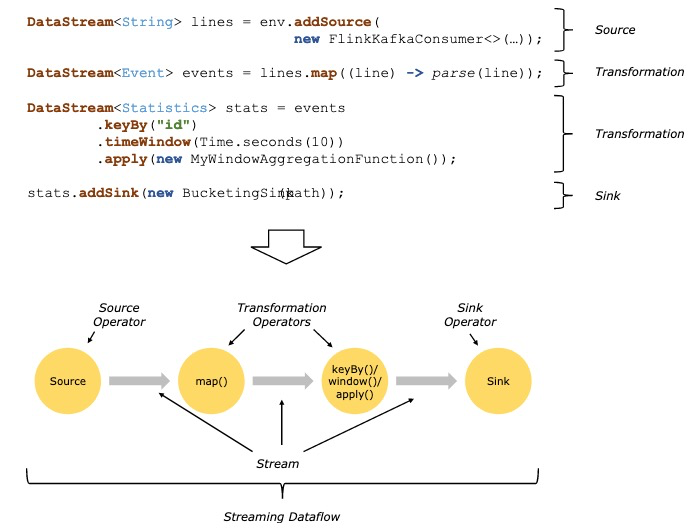 DataStream<String> lines = env.addSource(
new FlinkKafkaConsumer<>(…));
Source
DataStream<Event> events = lines.map((line) -> parse(line));
Transformation
DataStream<Statistics> stats = events
.keyBy("id")
.timeWindow(Time.seconds(10))
.apply(new MyWindowAggregationFunction());
Transformation
stats.addSink(new BucketingSink(path));
Sink
Source
Operator
Transformation
Operators
Sink
Operator
Source
map()
keyBy()/
window()/
apply()
Sink
Stream
Streaming Dataflow